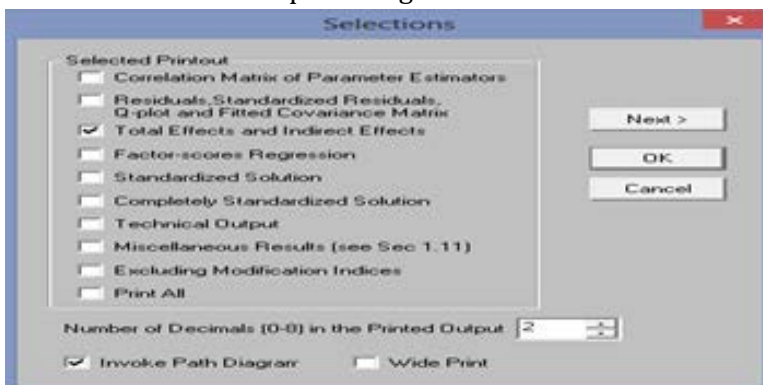 Selections
Selected Printout
Correlation Matrix of Parameter Estimators
Residuals,Standardized Residuals,
Q-plot and Fitted Covariance Matrix
Total Effects and Indirect Effects
Factor-scores Regression
Standardized Solution
Completely Standardized Solution
Technical Output
Miscellaneous Results (see Sec 1.11)
Excluding Modification Indices
Print All
Next >
OK
Cancel
Number of Decimals (0-8) in the Printed Output 2
Invoke Path Diagram
Wide Print